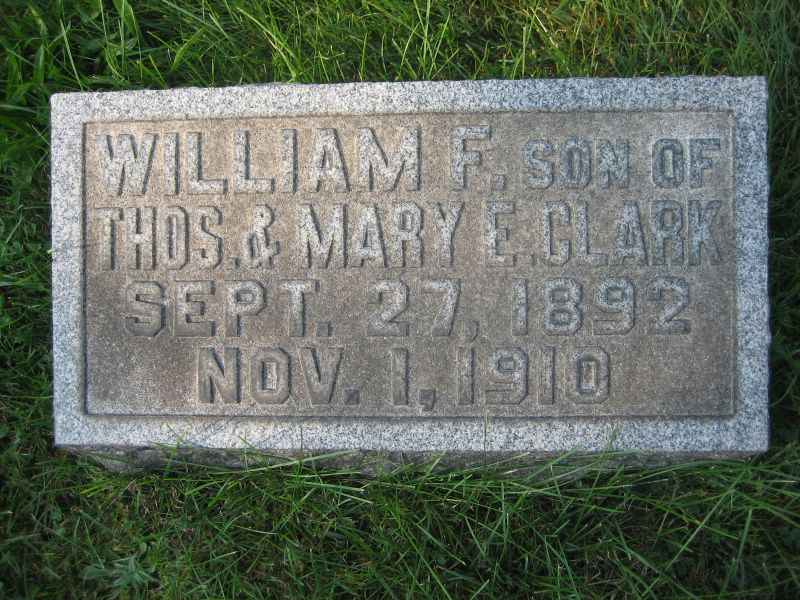 WILLIAM F. SON OF
THOS. & MARY E. CLARK
SEPT. 27, 1892
NOV. 1, 1910